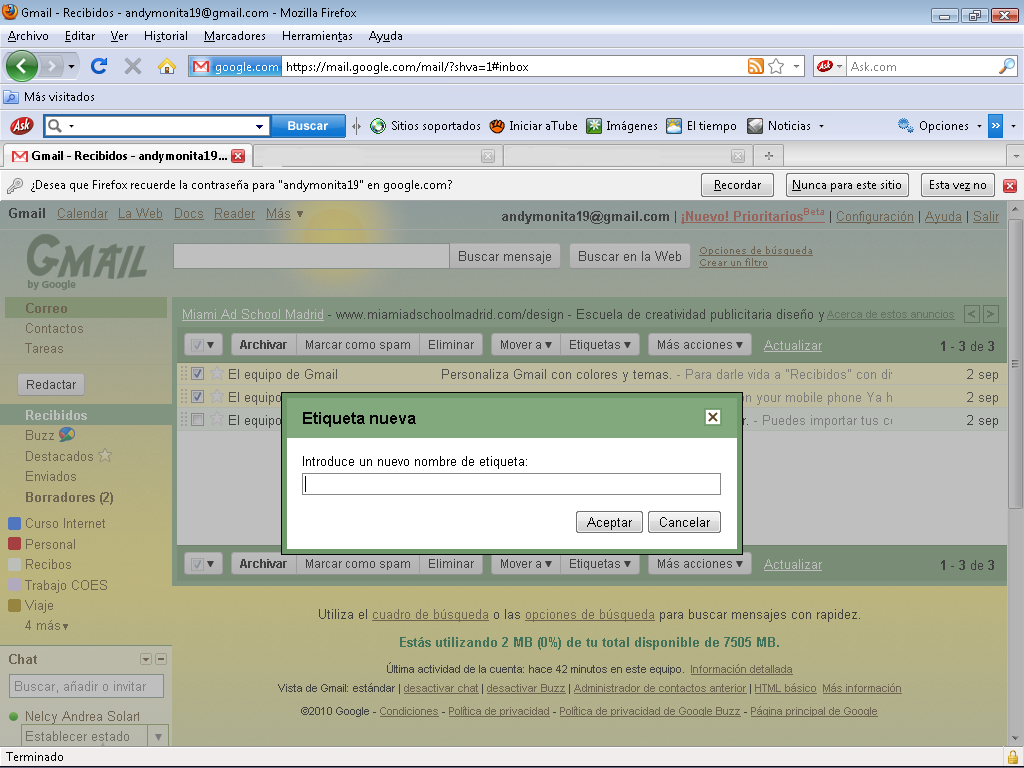 Gmail - Recibidos - andymonita19@gmail.com - Mozilla Firefox
Archivo Editar Ver Historial Marcadores Herramientas Ayuda
google.com https://mail.google.com/mail/?shva=1#inbox Ask Ask.com
Más visitados
Ask Buscar Sitios soportados Iniciar aTube Imágenes El tiempo Noticias Opciones »
Gmail - Recibidos - andymonita19...
¿Desea que Firefox recuerde la contraseña para "andymonita19" en google.com? Recordar Nunca para este sitio Esta vez no
Gmail Calendar La Web Docs Reader Más ▼ andymonita19@gmail.com | ¡Nuevo! Prioritarios Beta | Configuración | Ayuda | Salir
GMAIL by Google
Buscar mensaje Buscar en la Web Opciones de búsqueda
Crear un filtro
Correo
Contactos
Tareas
Redactar
Recibidos
Buzz
Destacados
Enviados
Borradores (2)
Curso Internet
Personal
Recibos
Trabajo COES
Viaje
4 más ▼
Chat
Buscar, añadir o invitar
Nelcy Andrea Solart
Establecer estado
Miami Ad School Madrid - www.miamiadschoolmadrid.com/design - Escuela de creatividad publicitaria diseño y Acerca de estos anuncios < >
Archivar Marcar como spam Eliminar Mover a ▼ Etiquetas ▼ Más acciones ▼ Actualizar 1 - 3 de 3
El equipo de Gmail Personaliza Gmail con colores y temas. - Para darle vida a "Recibidos" con di 2 sep
El equipo n your mobile phone Ya h 2 sep
El equipo r. - Puedes importar tus c 2 sep
Etiqueta nueva
Introduce un nuevo nombre de etiqueta:
Aceptar Cancelar
Archivar Marcar como spam Eliminar Mover a ▼ Etiquetas ▼ Más acciones ▼ Actualizar 1 - 3 de 3
Utiliza el cuadro de búsqueda o las opciones de búsqueda para buscar mensajes con rapidez.
Estás utilizando 2 MB (0%) de tu total disponible de 7505 MB.
Última actividad de la cuenta: hace 42 minutos en este equipo. Información detallada
Vista de Gmail: estándar | desactivar chat | desactivar Buzz | Administrador de contactos anterior | HTML básico Más información
©2010 Google - Condiciones - Política de privacidad - Política de privacidad de Google Buzz - Página principal de Google
Terminado